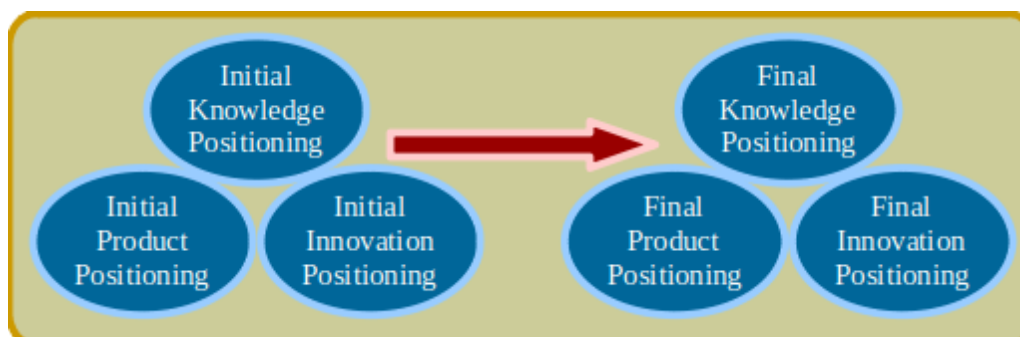 Initial
Knowledge
Positioning
Initial
Product
Positioning
Initial
Innovation
Positioning
Final
Knowledge
Positioning
Final
Product
Positioning
Final
Innovation
Positioning